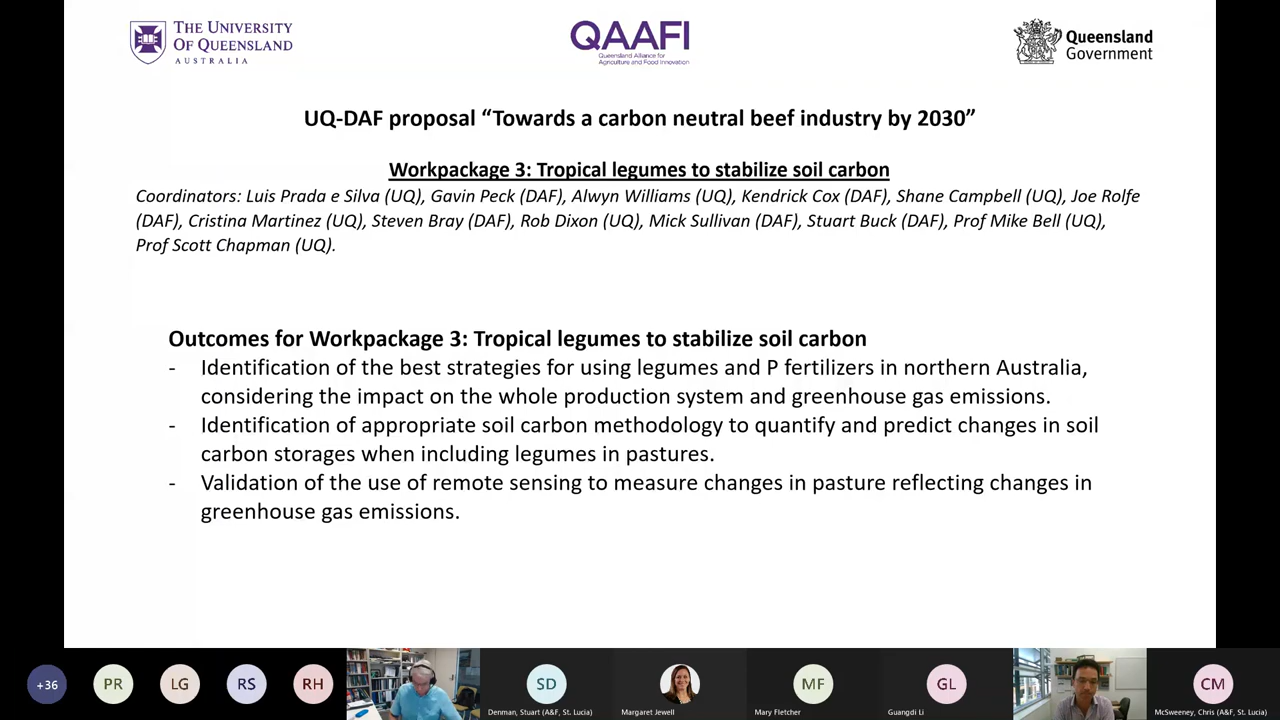 THE UNIVERSITY
OF QUEENSLAND
AUSTRALIA
QAAFI
Queensland Alliance for
Agriculture and Food Innovation
Queensland
Government
UQ-DAF proposal “Towards a carbon neutral beef industry by 2030”
Workpackage 3: Tropical legumes to stabilize soil carbon
Coordinators: Luis Prada e Silva (UQ), Gavin Peck (DAF), Alwyn Williams (UQ), Kendrick Cox (DAF), Shane Campbell (UQ), Joe Rolfe
(DAF), Cristina Martinez (UQ), Steven Bray (DAF), Rob Dixon (UQ), Mick Sullivan (DAF), Stuart Buck (DAF), Prof Mike Bell (UQ),
Prof Scott Chapman (UQ).
Outcomes for Workpackage 3: Tropical legumes to stabilize soil carbon
- Identification of the best strategies for using legumes and P fertilizers in northern Australia,
considering the impact on the whole production system and greenhouse gas emissions.
- Identification of appropriate soil carbon methodology to quantify and predict changes in soil
carbon storages when including legumes in pastures.
- Validation of the use of remote sensing to measure changes in pasture reflecting changes in
greenhouse gas emissions.
+36 PR LG RS RH SD MF GL CM
Denman, Stuart (A&F, St. Lucia) Margaret Jewell Mary Fletcher Guangdi Li McSweeney, Chris (A&F, St. Lucia)